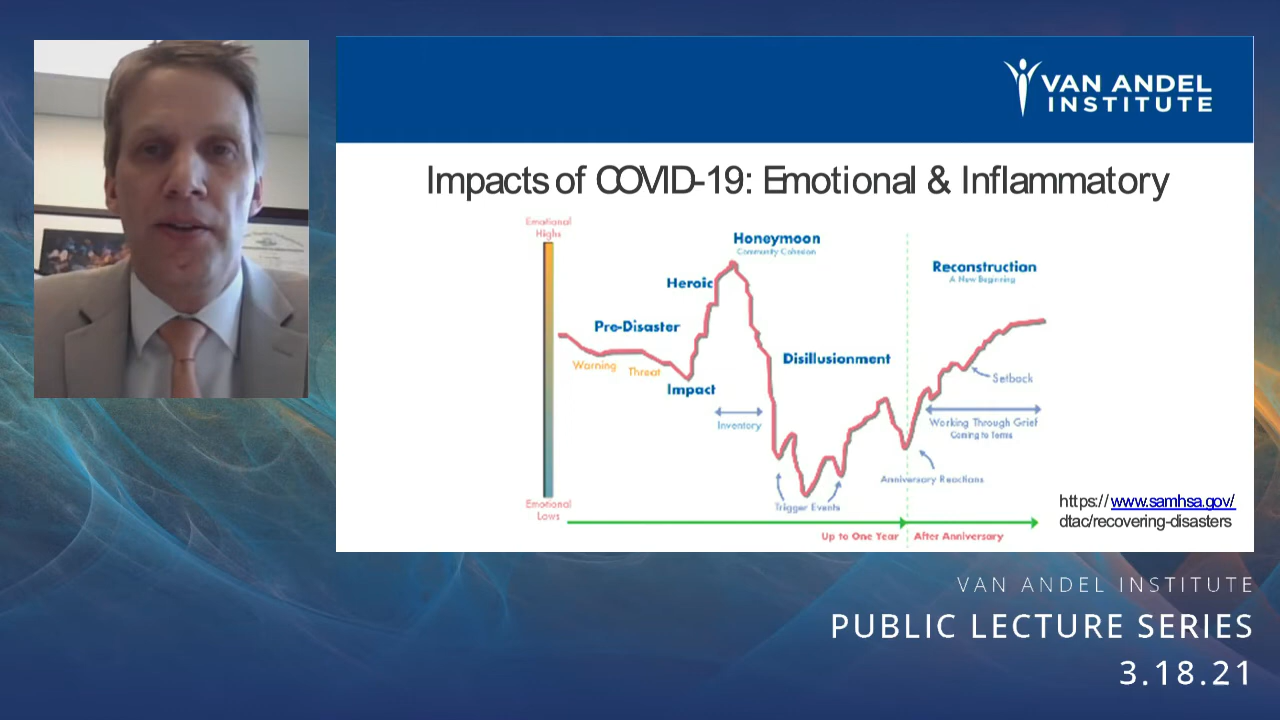 VAN ANDEL
INSTITUTE
Impacts of COVID-19: Emotional & Inflammatory
Emotional
Highs
Honeymoon
Community Cohesion
Heroic
Reconstruction
A New Beginning
Pre-Disaster
Warning
Threat
Impact
Disillusionment
Setback
Inventory
Working Through Grief
Coming to Terms
Anniversary Reactions
Trigger Events
Emotional
Lows
Up to One Year
After Anniversary
https://www.samhsa.gov/
dtac/recovering-disasters
VAN ANDEL INSTITUTE
PUBLIC LECTURE SERIES
3.18.21